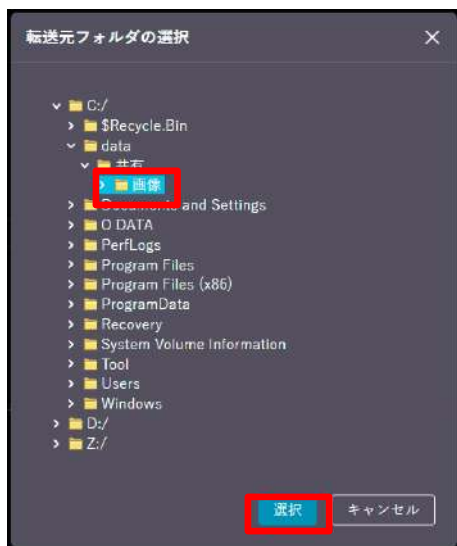 転送元フォルダの選択
C:/
$Recycle.Bin
data
共有
画像
Documents and Settings
O DATA
PerfLogs
Program Files
Program Files (x86)
ProgramData
Recovery
System Volume Information
Tool
Users
Windows
D:/
Z:/
選択 キャンセル